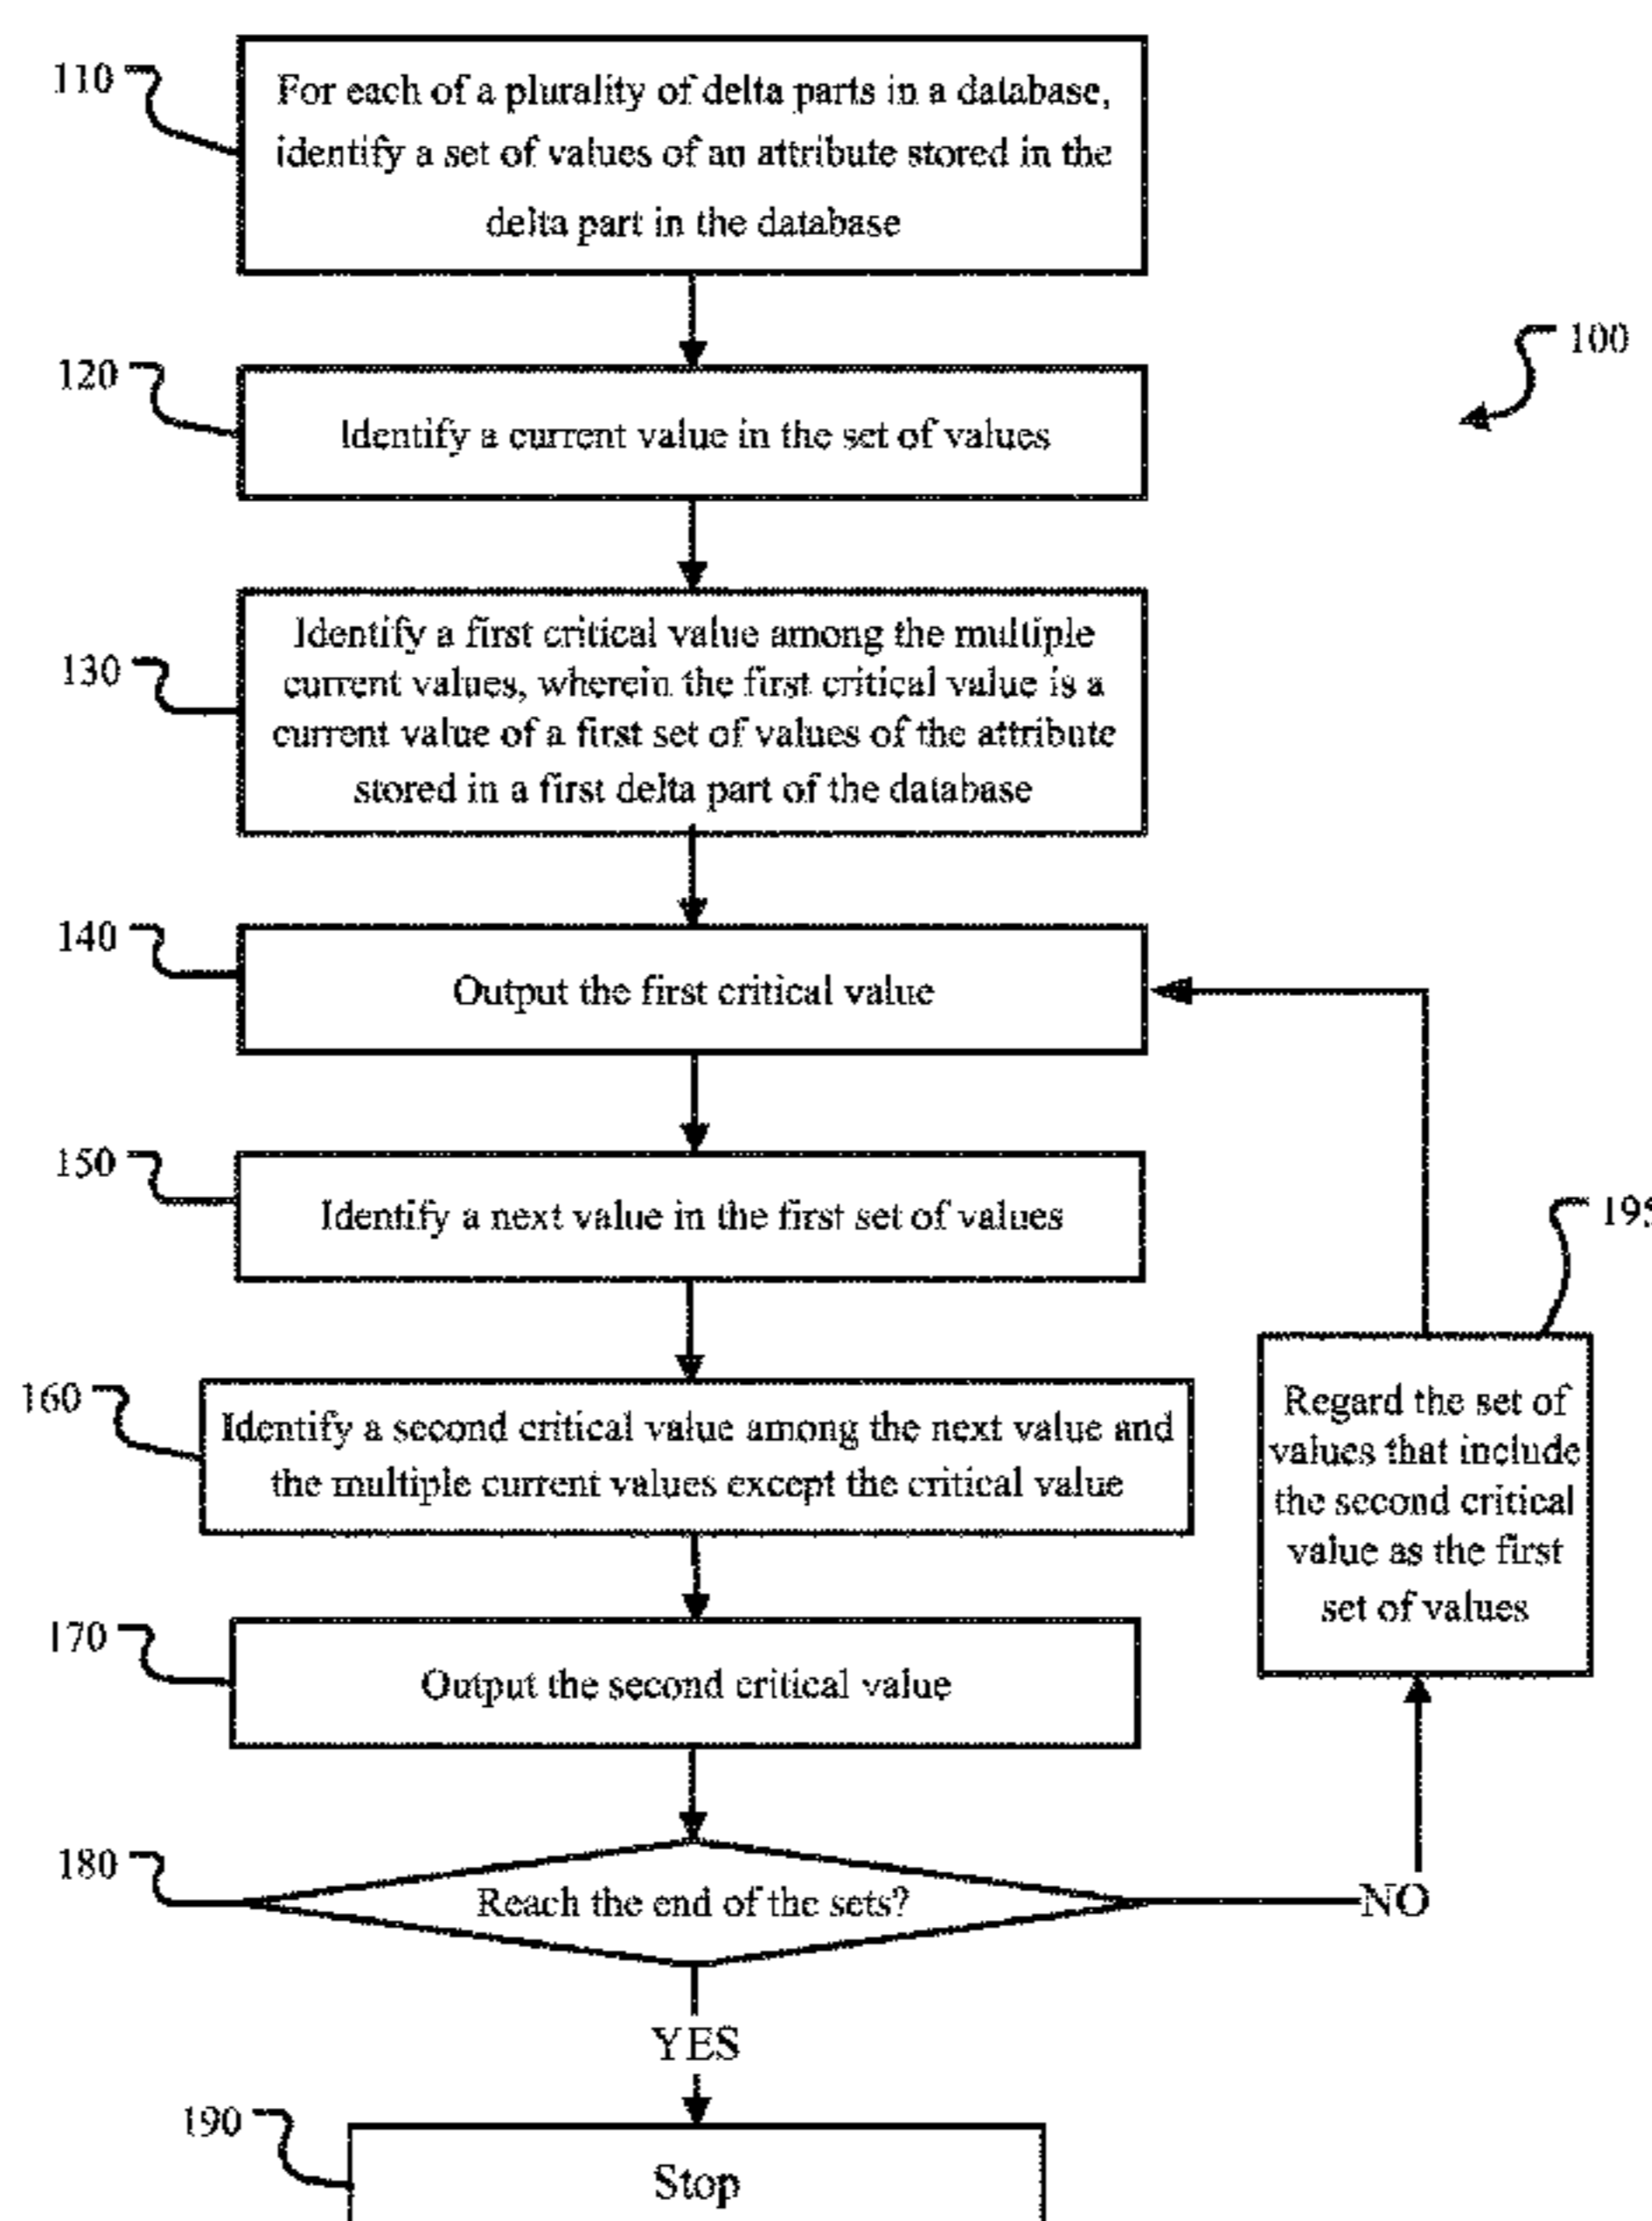 110
For each of a plurality of delta parts in a database,
identify a set of values of an attribute stored in the
delta part in the database
100
120
Identify a current value in the set of values
130
Identify a first critical value among the multiple
current values, wherein the first critical value is a
current value of a first set of values of the attribute
stored in a first delta part of the database
140
Output the first critical value
150
Identify a next value in the first set of values
195
160
Identify a second critical value among the next value and
the multiple current values except the critical value
Regard the set of
values that include
the second critical
value as the first
set of values
170
Output the second critical value
180
Reach the end of the sets?
NO
YES
190
Stop